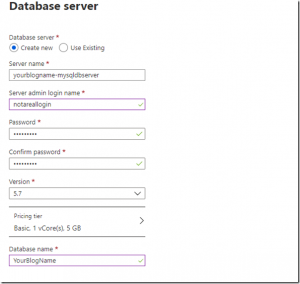 Database server
Database server *
Create new Use Existing
Server name *
yourblogname-mysqldbserver
Server admin login name *
notareallogin
Password *
•••••••••
Confirm password *
•••••••••
Version *
5.7
Pricing tier
Basic, 1 vCore(s), 5 GB
Database name *
YourBlogName